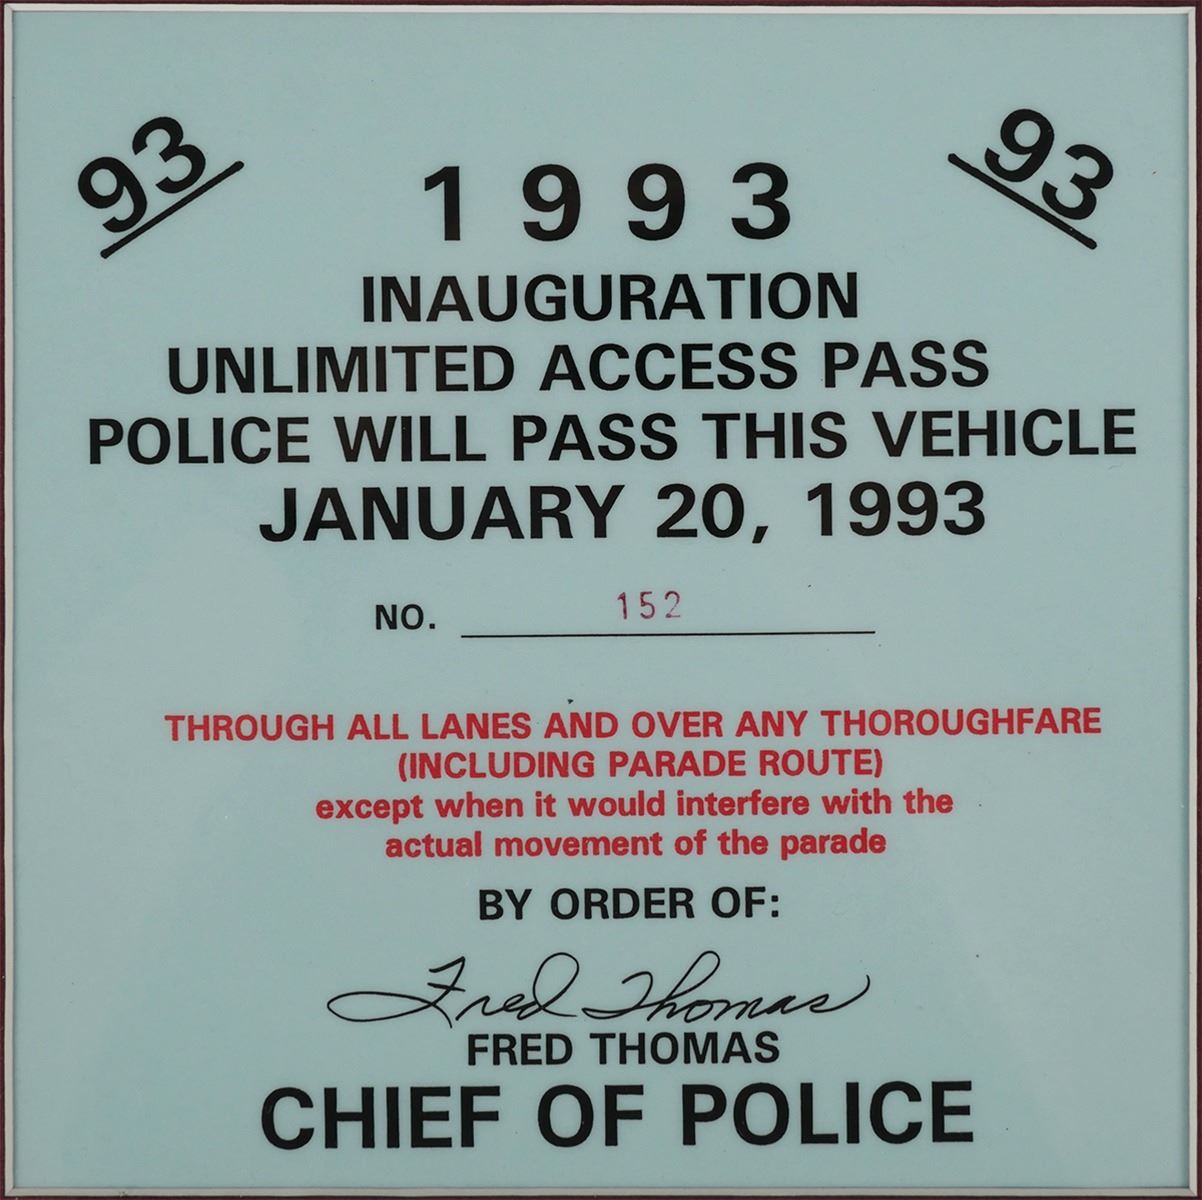 93
93
1993
INAUGURATION
UNLIMITED ACCESS PASS
POLICE WILL PASS THIS VEHICLE
JANUARY 20, 1993
NO. 152
THROUGH ALL LANES AND OVER ANY THOROUGHFARE
(INCLUDING PARADE ROUTE)
except when it would interfere with the
actual movement of the parade
BY ORDER OF:
Fred Thomas
FRED THOMAS
CHIEF OF POLICE